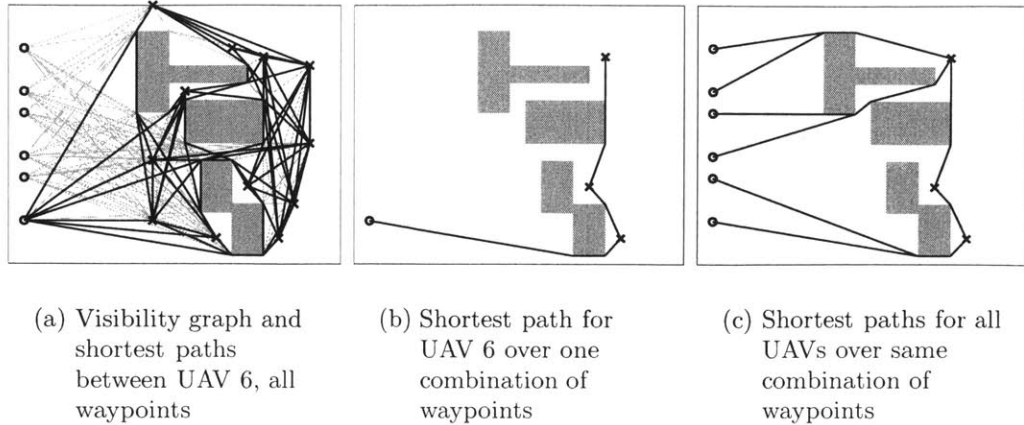 (a) Visibility graph and
shortest paths
between UAV 6, all
waypoints
(b) Shortest path for
UAV 6 over one
combination of
waypoints
(c) Shortest paths for all
UAVs over same
combination of
waypoints